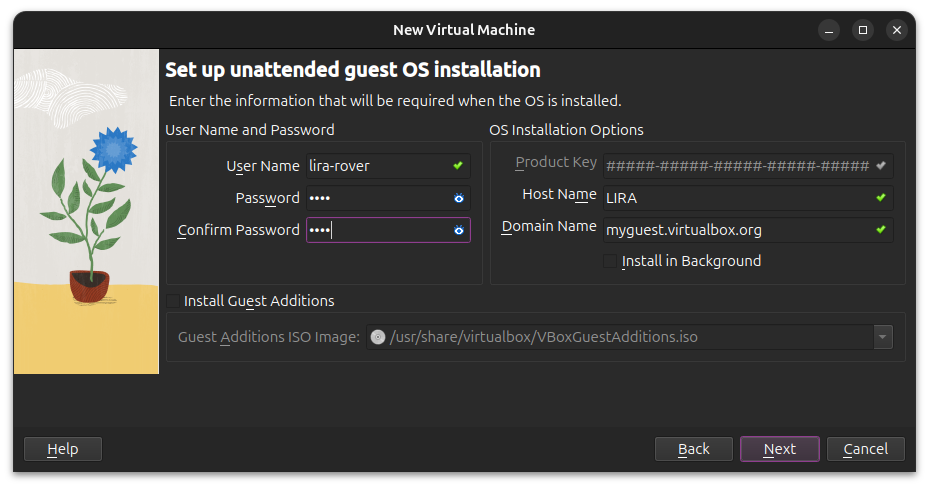 New Virtual Machine
Set up unattended guest OS installation
Enter the information that will be required when the OS is installed.
User Name and Password
User Name lira-rover
Password ••••
Confirm Password ••••
OS Installation Options
Product Key #####-#####-#####-#####-#####
Host Name LIRA
Domain Name myguest.virtualbox.org
Install in Background
Install Guest Additions
Guest Additions ISO Image: /usr/share/virtualbox/VBoxGuestAdditions.iso
Help Back Next Cancel